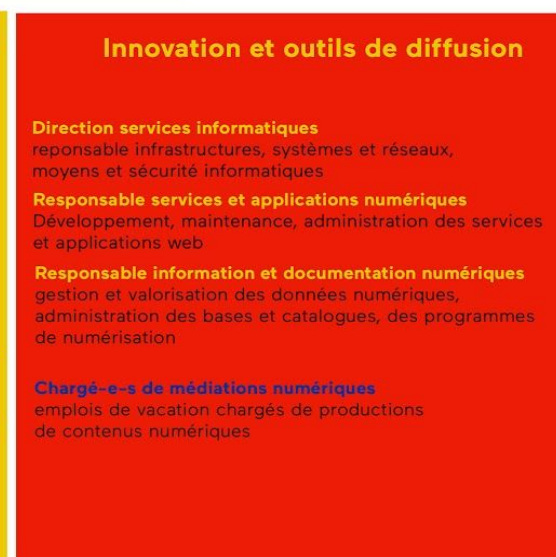 Innovation et outils de diffusion
Direction services informatiques
reponsable infrastructures, systèmes et réseaux,
moyens et sécurité informatiques
Responsable services et applications numériques
Développement, maintenance, administration des services
et applications web
Responsable information et documentation numériques
gestion et valorisation des données numériques,
administration des bases et catalogues, des programmes
de numérisation
Chargé-e-s de médiations numériques
emplois de vacation chargés de productions
de contenus numériques